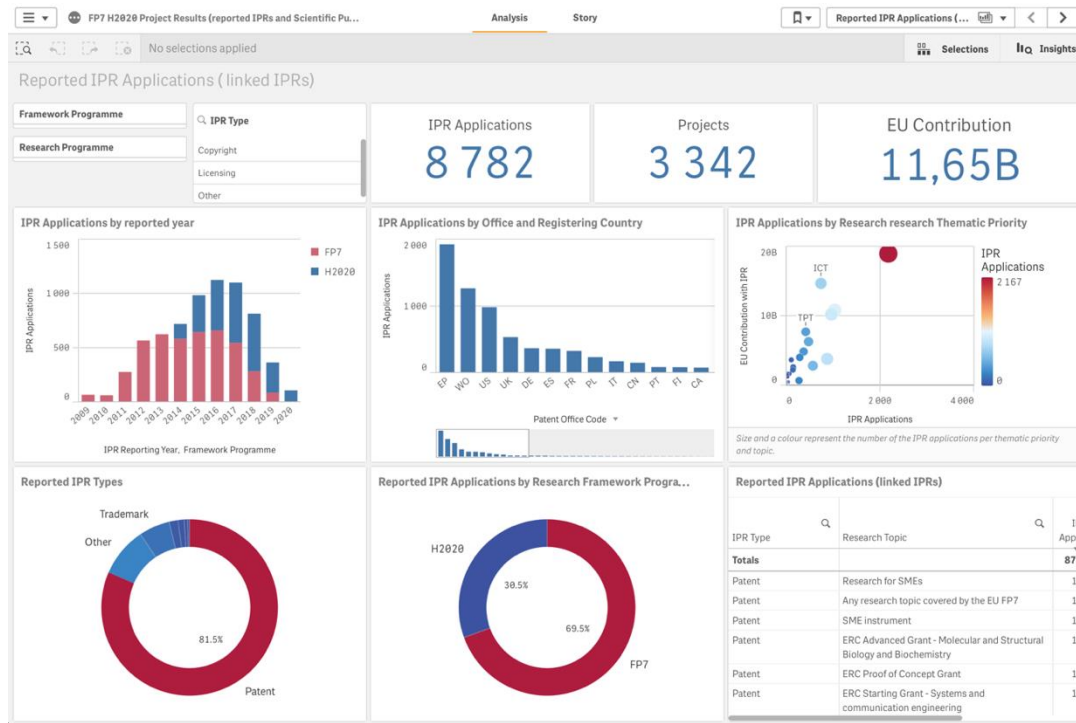 FP7 H2020 Project Results (reported IPRs and Scientific Pu...
Analysis
Story
Reported IPR Applications (...
No selections applied
Selections
Insights
Reported IPR Applications (linked IPRs)
Framework Programme
Research Programme
IPR Type
Copyright
Licensing
Other
IPR Applications
8 782
Projects
3 342
EU Contribution
11,65B
IPR Applications by reported year
IPR Applications
1 500
1 000
500
0
2009 2010 2011 2012 2013 2014 2015 2016 2017 2018 2019 2020
IPR Reporting Year, Framework Programme
FP7
H2020
IPR Applications by Office and Registering Country
IPR Applications
2 000
1 000
0
EP WO US UK DE ES FR PL IT CN PT FI CA
Patent Office Code
IPR Applications by Research research Thematic Priority
EU Contribution with IPR
20B
10B
0
ICT
TPT
0 2 000 4 000
IPR Applications
IPR
Applications
2 167
0
Size and a colour represent the number of the IPR applications per thematic priority
and topic.
Reported IPR Types
Trademark
Other
81.5%
Patent
Reported IPR Applications by Research Framework Progra...
H2020
30.5%
69.5%
FP7
Reported IPR Applications (linked IPRs)
IPR Type Research Topic
Totals 87
Patent Research for SMEs 1
Patent Any research topic covered by the EU FP7 1
Patent SME instrument 1
Patent ERC Advanced Grant - Molecular and Structural 1
Biology and Biochemistry
Patent ERC Proof of Concept Grant 1
Patent ERC Starting Grant - Systems and 1
communication engineering